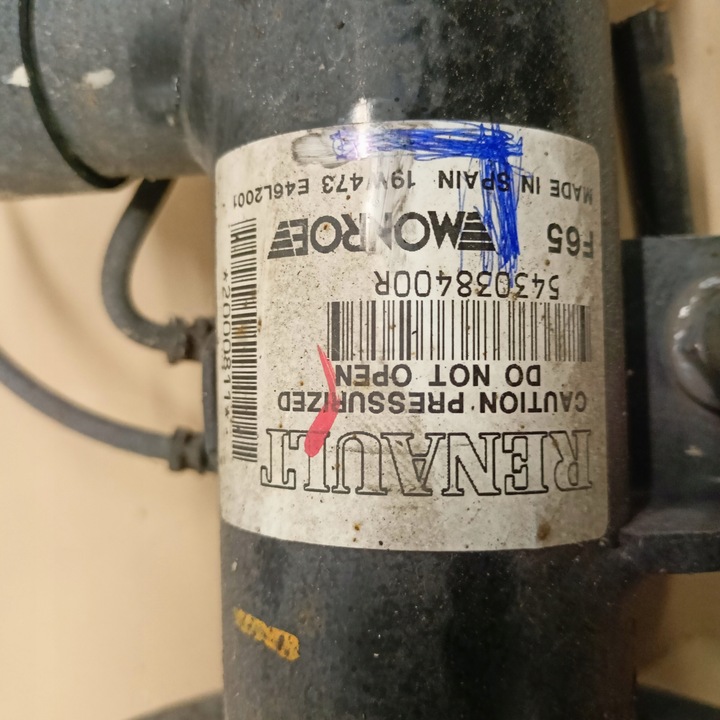 RENAULT
CAUTION PRESSURIZED
DO NOT OPEN
543038400R
F65 MONROE
MADE IN SPAIN 19W473 E46L2001